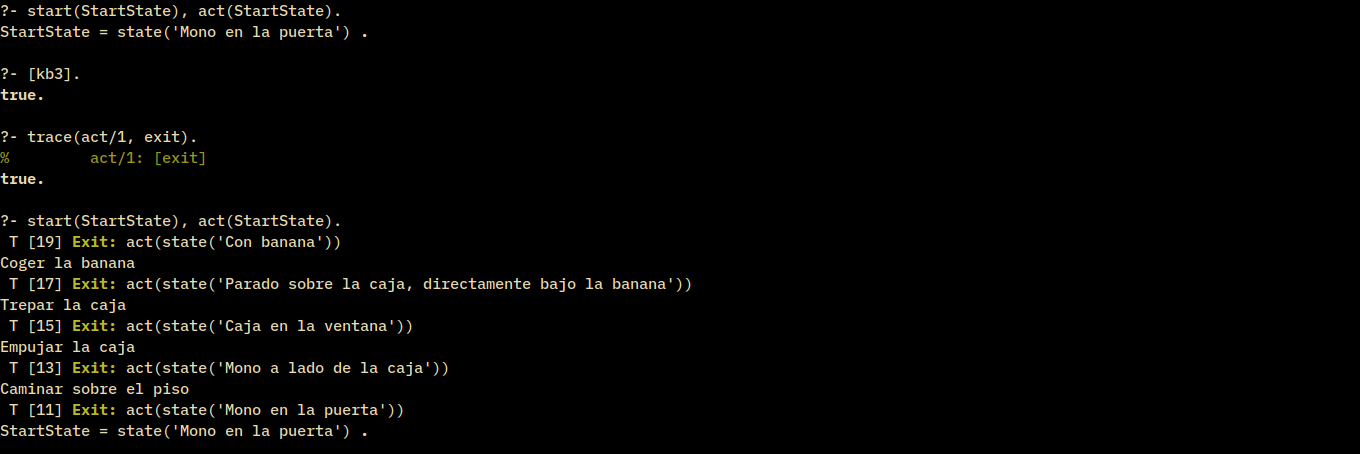 ?- start(StartState), act(StartState).
StartState = state('Mono en la puerta') .
?- [kb3].
true.
?- trace(act/1, exit).
%         act/1: [exit]
true.
?- start(StartState), act(StartState).
 T [19] Exit: act(state('Con banana'))
Coger la banana
 T [17] Exit: act(state('Parado sobre la caja, directamente bajo la banana'))
Trepar la caja
 T [15] Exit: act(state('Caja en la ventana'))
Empujar la caja
 T [13] Exit: act(state('Mono a lado de la caja'))
Caminar sobre el piso
 T [11] Exit: act(state('Mono en la puerta'))
StartState = state('Mono en la puerta') .